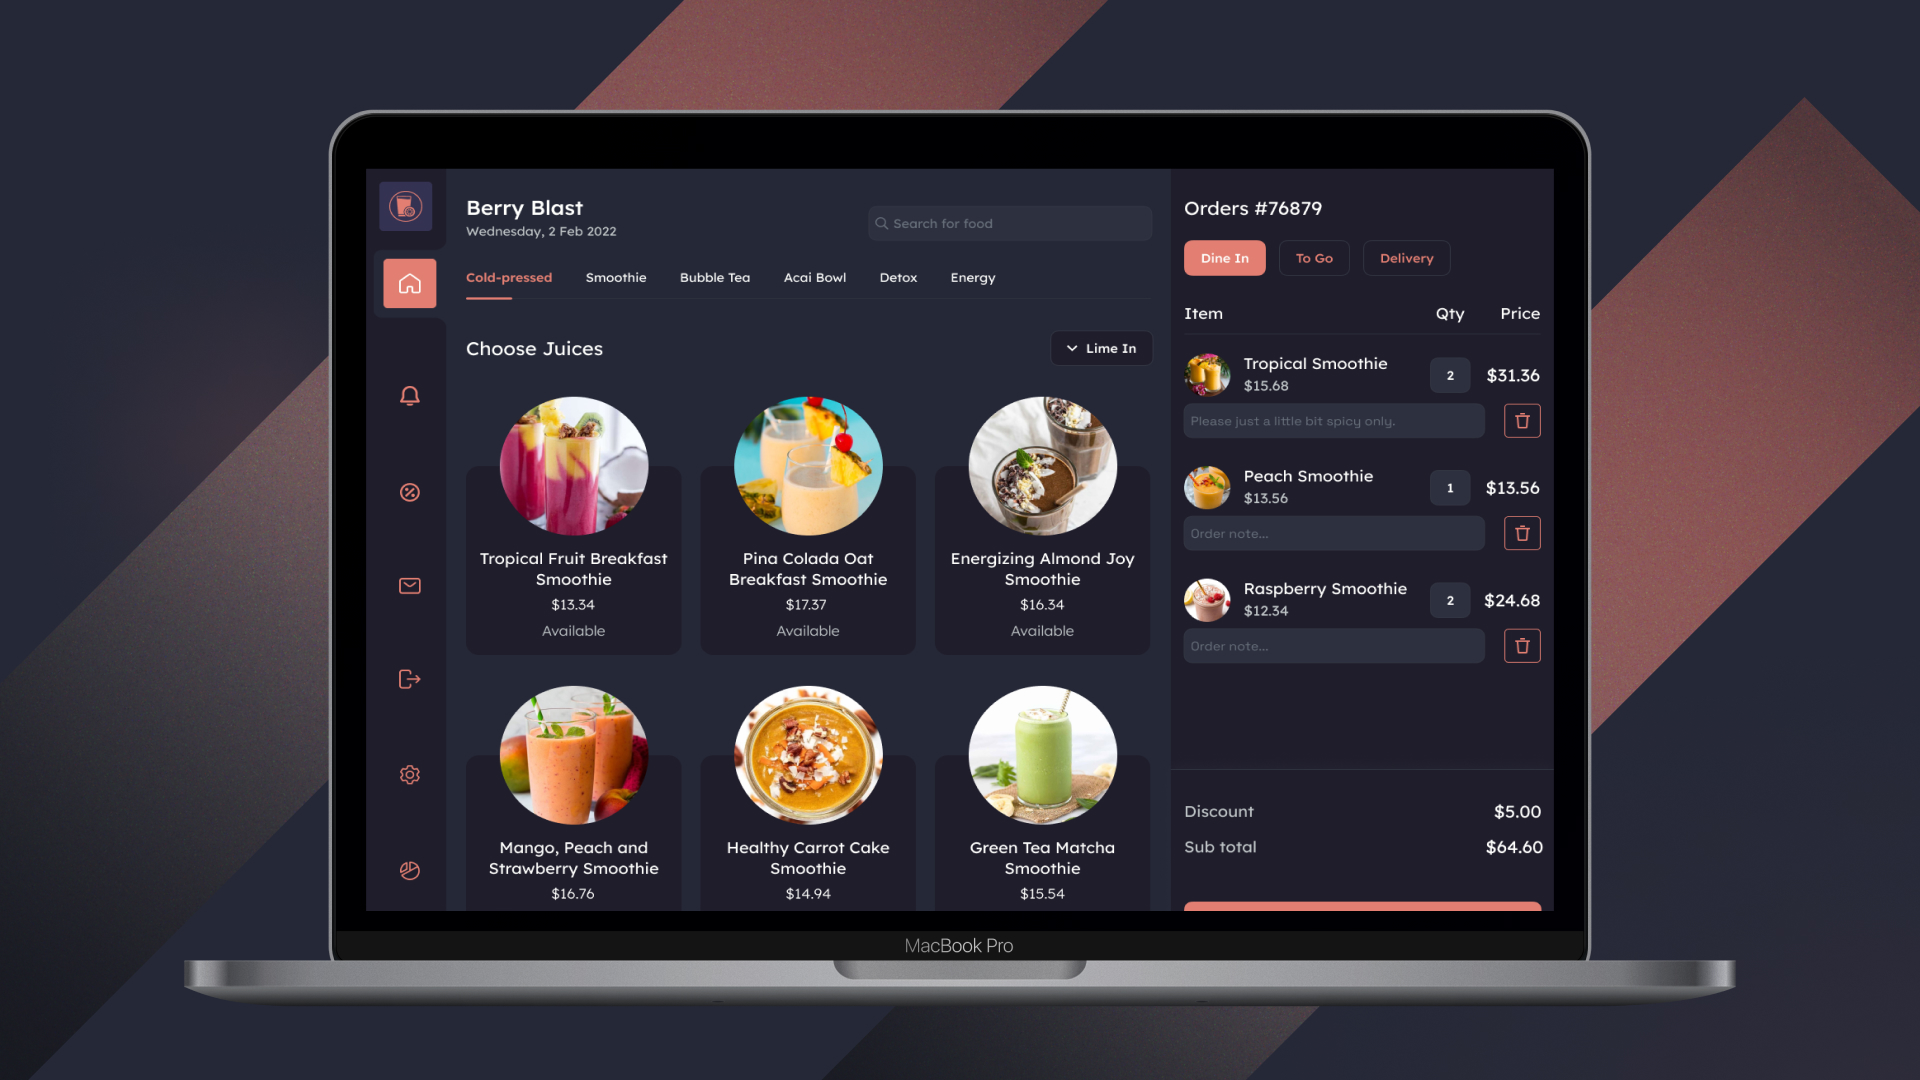 Berry Blast
Wednesday, 2 Feb 2022
Search for food
Cold-pressed Smoothie Bubble Tea Acai Bowl Detox Energy
Choose Juices
Lime In
Tropical Fruit Breakfast
Smoothie
$13.34
Available
Pina Colada Oat
Breakfast Smoothie
$17.37
Available
Energizing Almond Joy
Smoothie
$16.34
Available
Mango, Peach and
Strawberry Smoothie
$16.76
Healthy Carrot Cake
Smoothie
$14.94
Green Tea Matcha
Smoothie
$15.54
Orders #76879
Dine In To Go Delivery
Item Qty Price
Tropical Smoothie
$15.68
2 $31.36
Please just a little bit spicy only.
Peach Smoothie
$13.56
1 $13.56
Order note...
Raspberry Smoothie
$12.34
2 $24.68
Order note...
Discount $5.00
Sub total $64.60
MacBook Pro